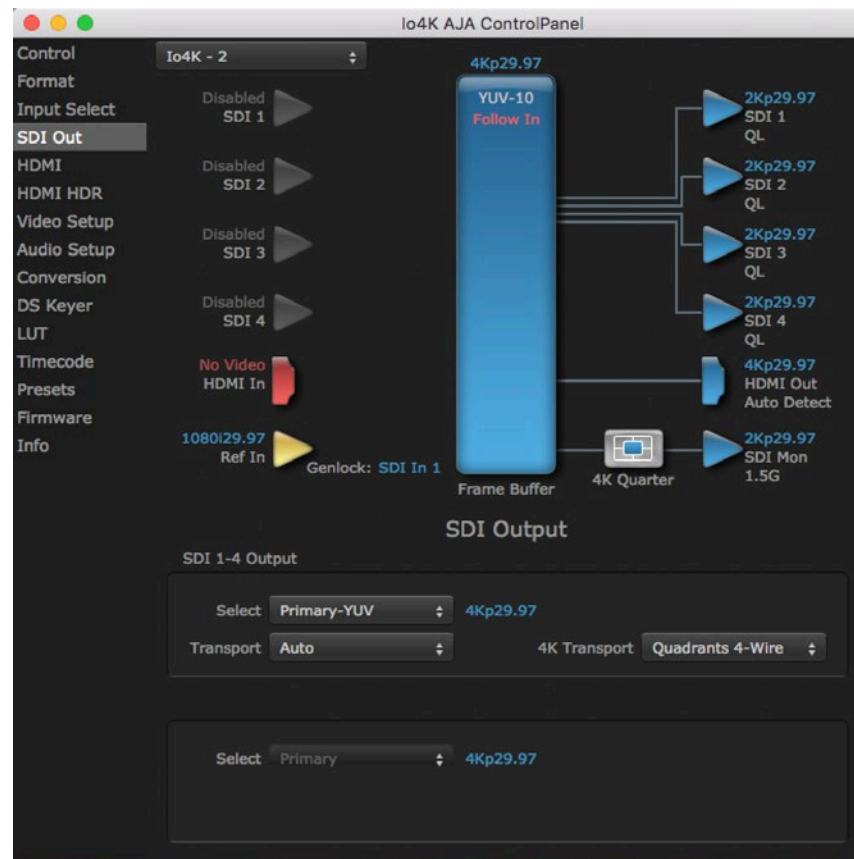 Io4K AJA ControlPanel
Control
Format
Input Select
SDI Out
HDMI
HDMI HDR
Video Setup
Audio Setup
Conversion
DS Keyer
LUT
Timecode
Presets
Firmware
Info
Io4K - 2
Disabled
SDI 1
Disabled
SDI 2
Disabled
SDI 3
Disabled
SDI 4
No Video
HDMI In
1080i29.97
Ref In
Genlock: SDI In 1
4Kp29.97
YUV-10
Follow In
Frame Buffer
4K Quarter
2Kp29.97
SDI 1
QL
2Kp29.97
SDI 2
QL
2Kp29.97
SDI 3
QL
2Kp29.97
SDI 4
QL
4Kp29.97
HDMI Out
Auto Detect
2Kp29.97
SDI Mon
1.5G
SDI Output
SDI 1-4 Output
Select Primary-YUV 4Kp29.97
Transport Auto 4K Transport Quadrants 4-Wire
Select Primary 4Kp29.97